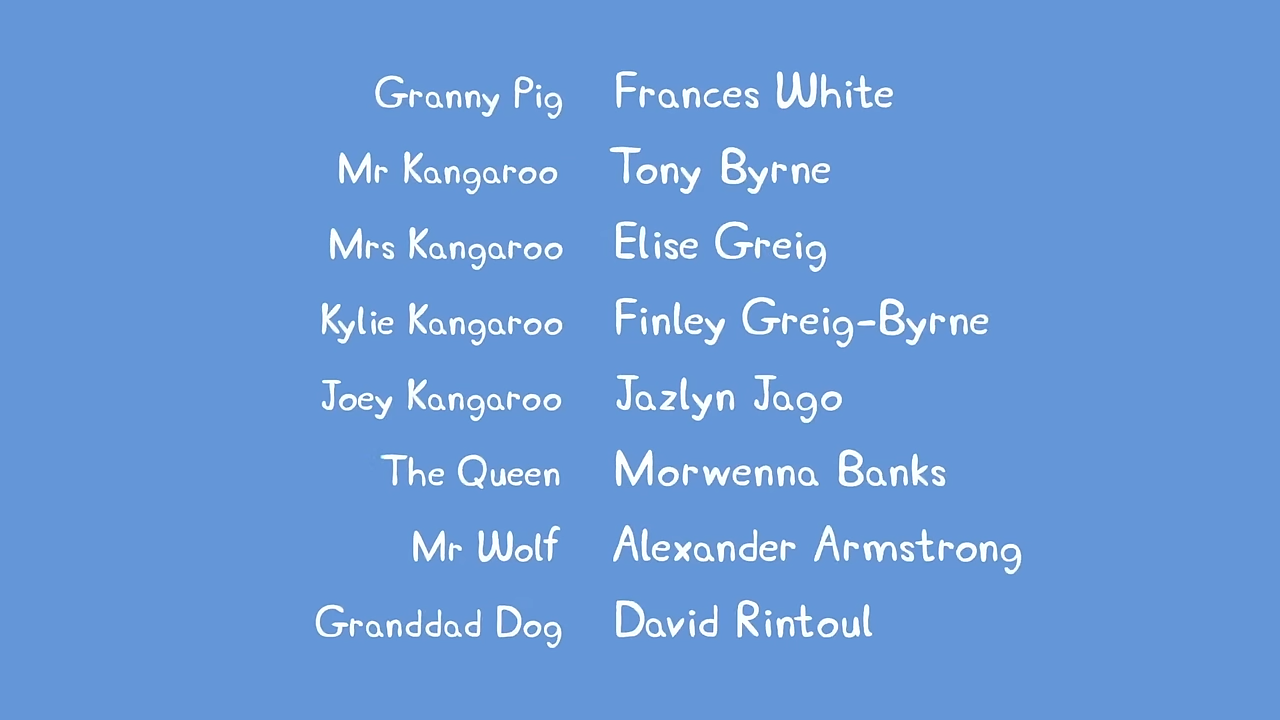 Granny Pig Frances White
Mr Kangaroo Tony Byrne
Mrs Kangaroo Elise Greig
Kylie Kangaroo Finley Greig-Byrne
Joey Kangaroo Jazlyn Jago
The Queen Morwenna Banks
Mr Wolf Alexander Armstrong
Granddad Dog David Rintoul